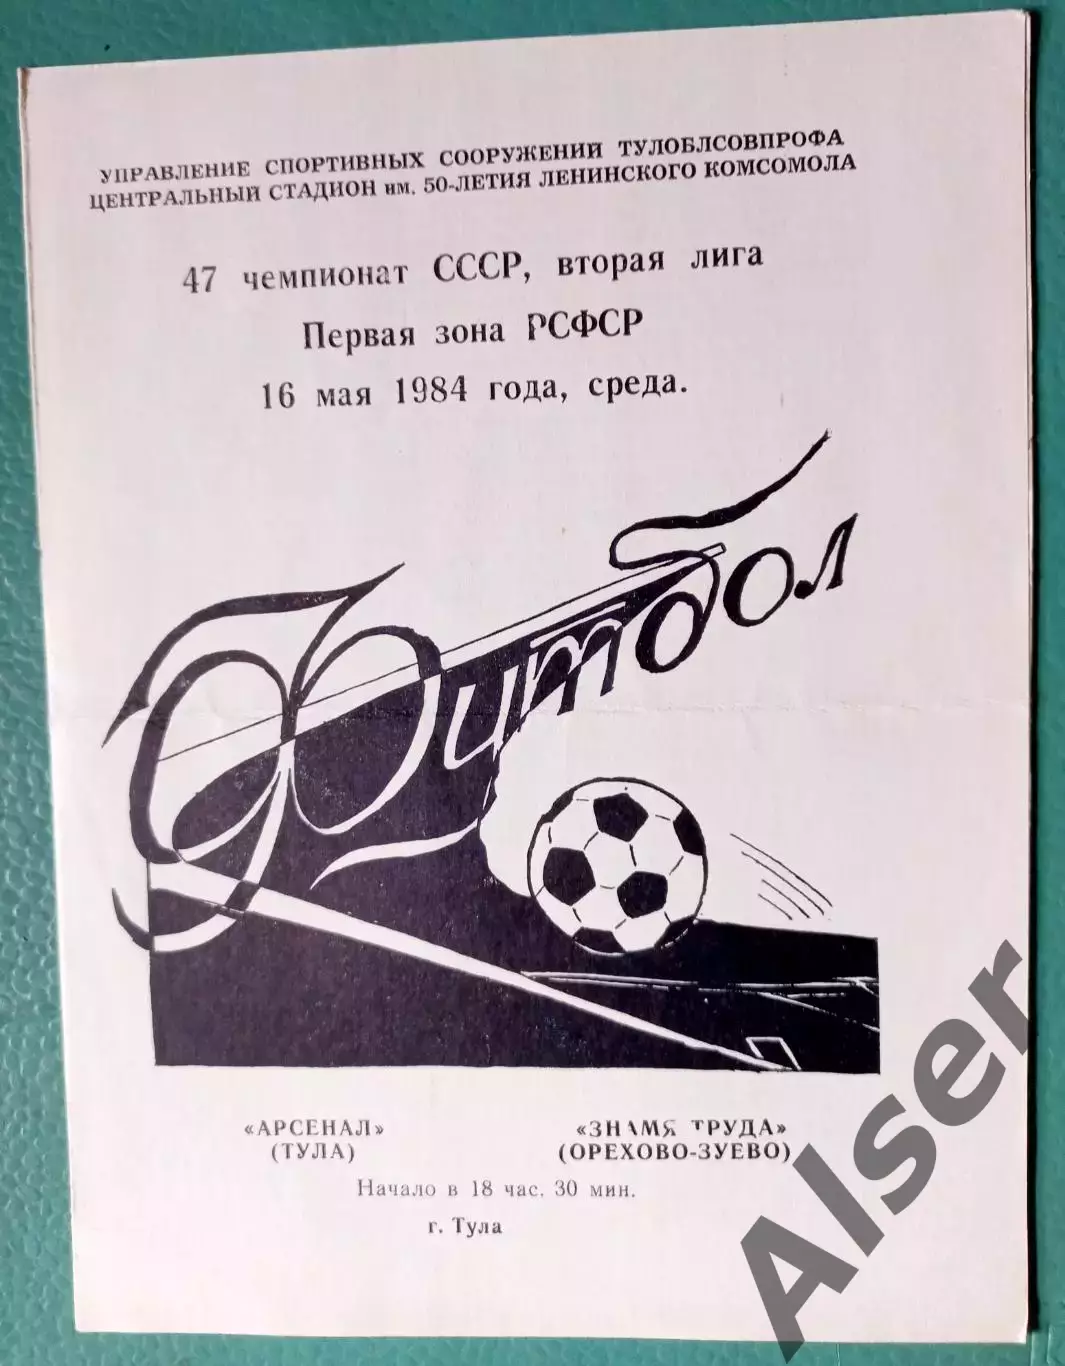 УПРАВЛЕНИЕ СПОРТИВНЫХ СООРУЖЕНИЙ ТУЛОБЛСОВПРОФА
ЦЕНТРАЛЬНЫЙ СТАДИОН им. 50-ЛЕТИЯ ЛЕНИНСКОГО КОМСОМОЛА
47 чемпионат СССР, вторая лига
Первая зона РСФСР
16 мая 1984 года, среда.
Футбол
«АРСЕНАЛ» «ЗНАМЯ ТРУДА»
(ТУЛА) (ОРЕХОВО-ЗУЕВО)
Начало в 18 час. 30 мин.
г. Тула
Alser